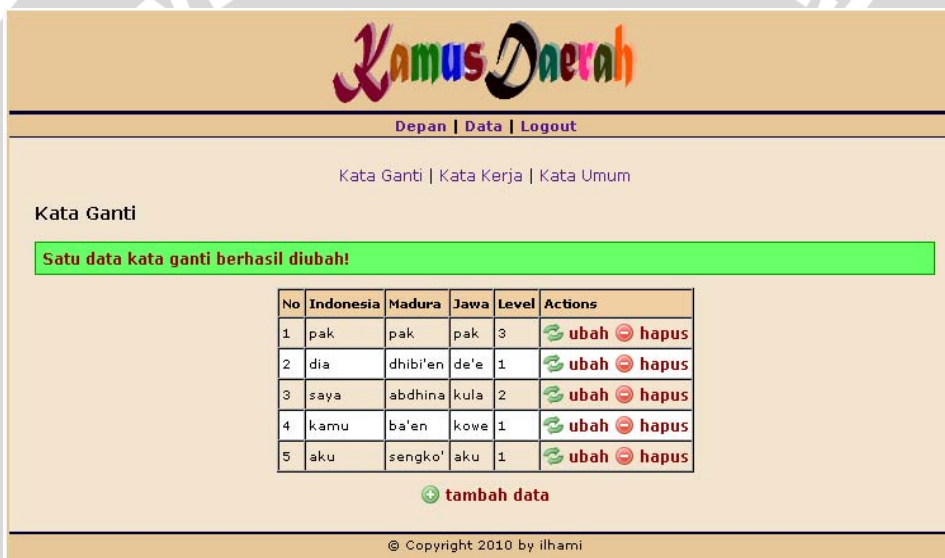 Kamus Daerah
Depan | Data | Logout
Kata Ganti | Kata Kerja | Kata Umum
Kata Ganti
Satu data kata ganti berhasil diubah!
No Indonesia Madura Jawa Level Actions
1 pak pak pak 3 ubah hapus
2 dia dhibi'en de'e 1 ubah hapus
3 saya abdhina kula 2 ubah hapus
4 kamu ba'en kowe 1 ubah hapus
5 aku sengko' aku 1 ubah hapus
tambah data
© Copyright 2010 by ilhami